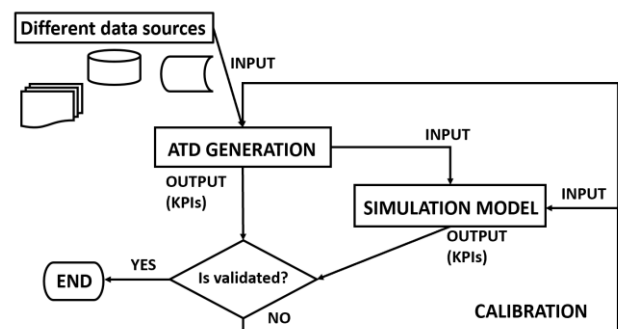 Different data sources
INPUT
ATD GENERATION
INPUT
OUTPUT
(KPIs)
SIMULATION MODEL
INPUT
OUTPUT
(KPIs)
Is validated?
YES
END
NO
CALIBRATION